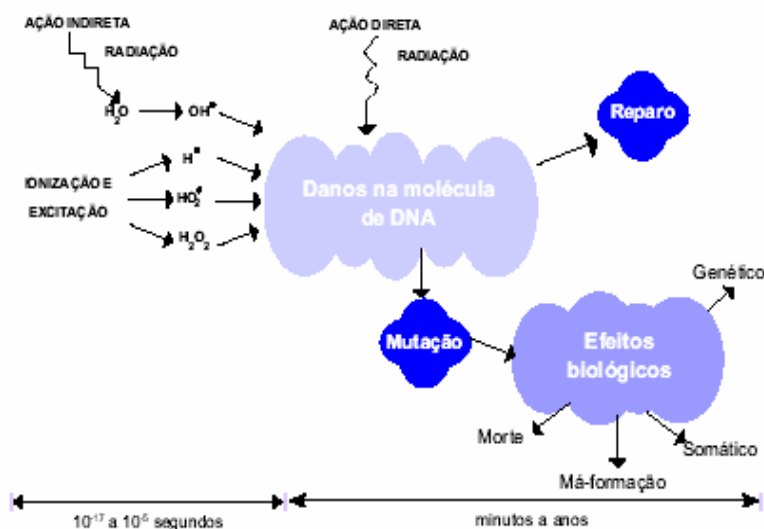 AÇÃO INDIRETA
RADIAÇÃO
AÇÃO DIRETA
RADIAÇÃO
H₂O
OH•
IONIZAÇÃO E
EXCITAÇÃO
H•
HO₂•
H₂O₂
Danos na molécula
de DNA
Reparo
Mutação
Efeitos
biológicos
Genético
Morte
Somático
Má-formação
10⁻¹⁷ a 10⁻⁵ segundos
minutos a anos